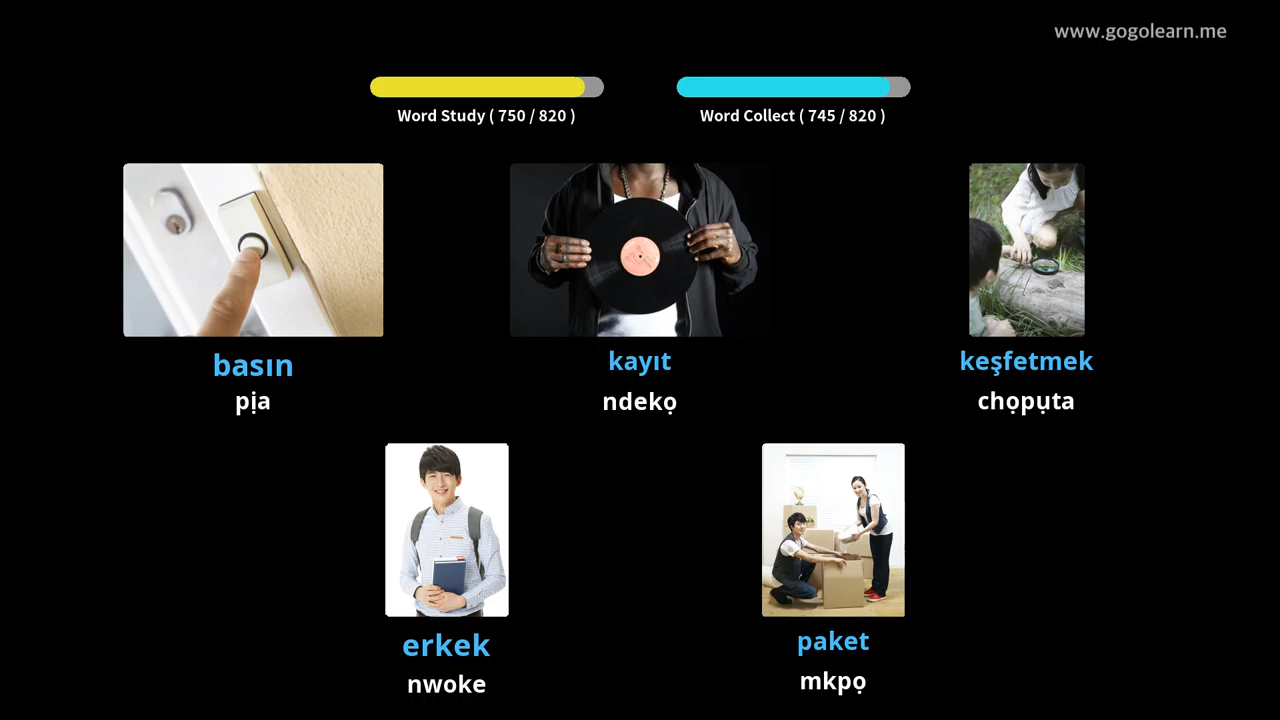 www.gogolearn.me
Word Study ( 750 / 820 )
Word Collect ( 745 / 820 )
basın
pịa
kayıt
ndekọ
keşfetmek
chọpụta
erkek
nwoke
paket
mkpọ